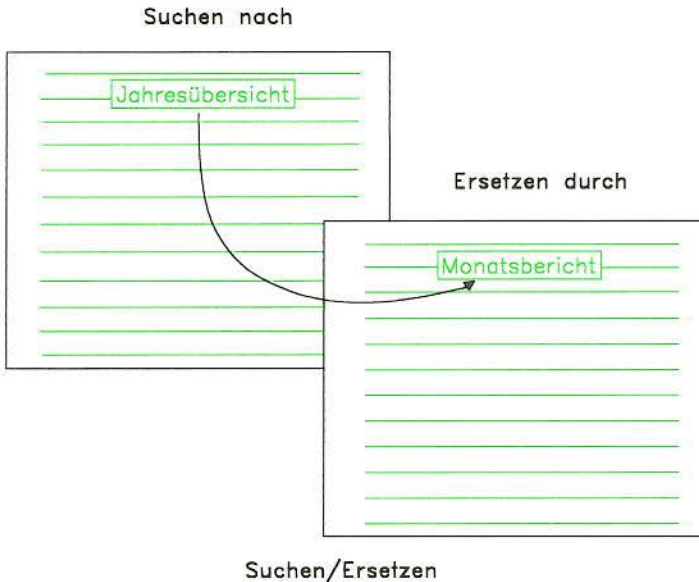 Suchen nach
Jahresübersicht
Ersetzen durch
Monatsbericht
Suchen/Ersetzen